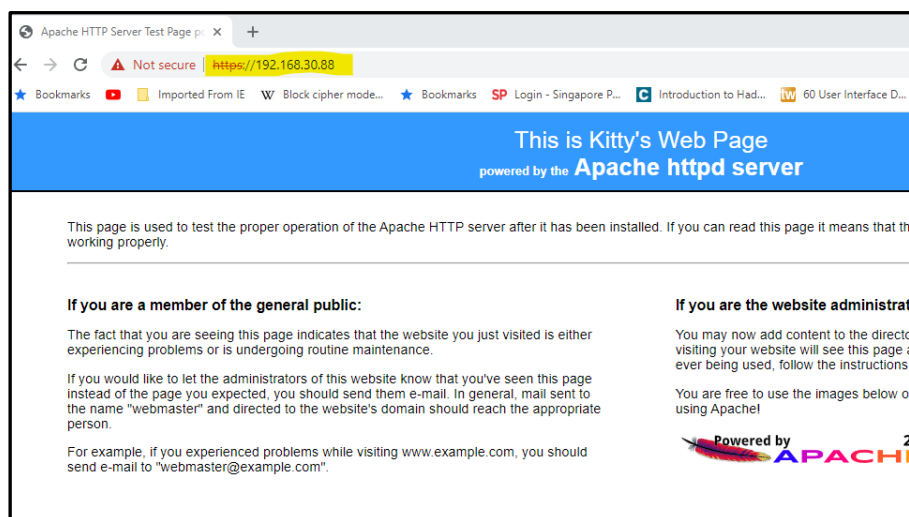 Apache HTTP Server Test Page po
Not secure https://192.168.30.88
Bookmarks Imported From IE W Block cipher mode... Bookmarks SP Login - Singapore P... C Introduction to Had... tw 60 User Interface D...
This is Kitty's Web Page
powered by the Apache httpd server
This page is used to test the proper operation of the Apache HTTP server after it has been installed. If you can read this page it means that th
working properly.
If you are a member of the general public:
The fact that you are seeing this page indicates that the website you just visited is either
experiencing problems or is undergoing routine maintenance.
If you would like to let the administrators of this website know that you've seen this page
instead of the page you expected, you should send them e-mail. In general, mail sent to
the name "webmaster" and directed to the website's domain should reach the appropriate
person.
For example, if you experienced problems while visiting www.example.com, you should
send e-mail to "webmaster@example.com".
If you are the website administrat
You may now add content to the directo
visiting your website will see this page a
ever being used, follow the instructions
You are free to use the images below o
using Apache!
Powered by 2
APACHE